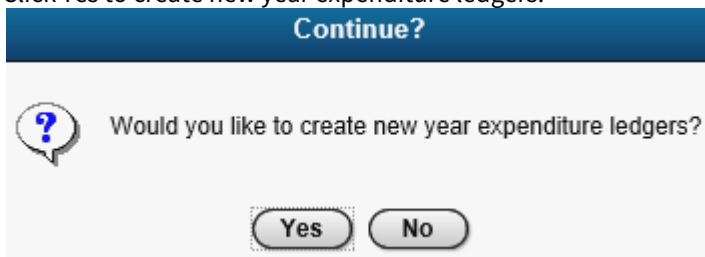 Click Yes to create new year expenditure ledgers.
Continue?
Would you like to create new year expenditure ledgers?
Yes No